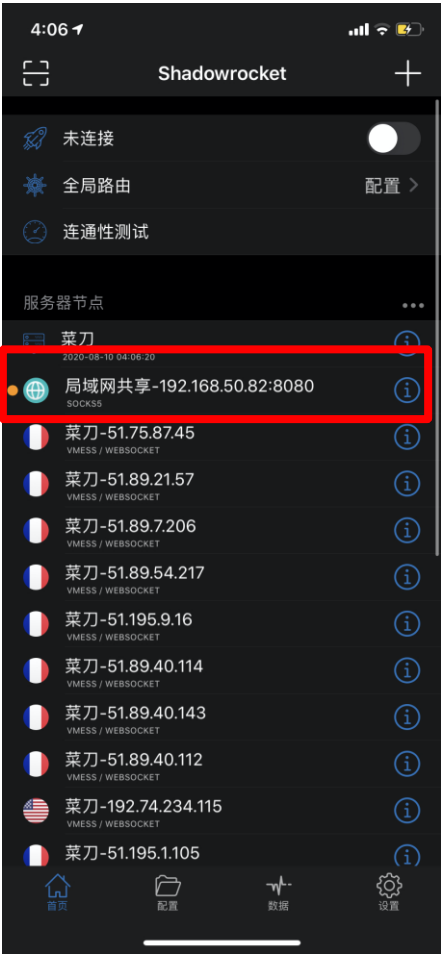 4:06
Shadowrocket
未连接
全局路由
配置
连通性测试
服务器节点
菜刀
2020-08-10 04:06:20
局域网共享-192.168.50.82:8080
SOCKS5
菜刀-51.75.87.45
VMESS / WEBSOCKET
菜刀-51.89.21.57
VMESS / WEBSOCKET
菜刀-51.89.7.206
VMESS / WEBSOCKET
菜刀-51.89.54.217
VMESS / WEBSOCKET
菜刀-51.195.9.16
VMESS / WEBSOCKET
菜刀-51.89.40.114
VMESS / WEBSOCKET
菜刀-51.89.40.143
VMESS / WEBSOCKET
菜刀-51.89.40.112
VMESS / WEBSOCKET
菜刀-192.74.234.115
VMESS / WEBSOCKET
菜刀-51.195.1.105
首页
配置
数据
设置